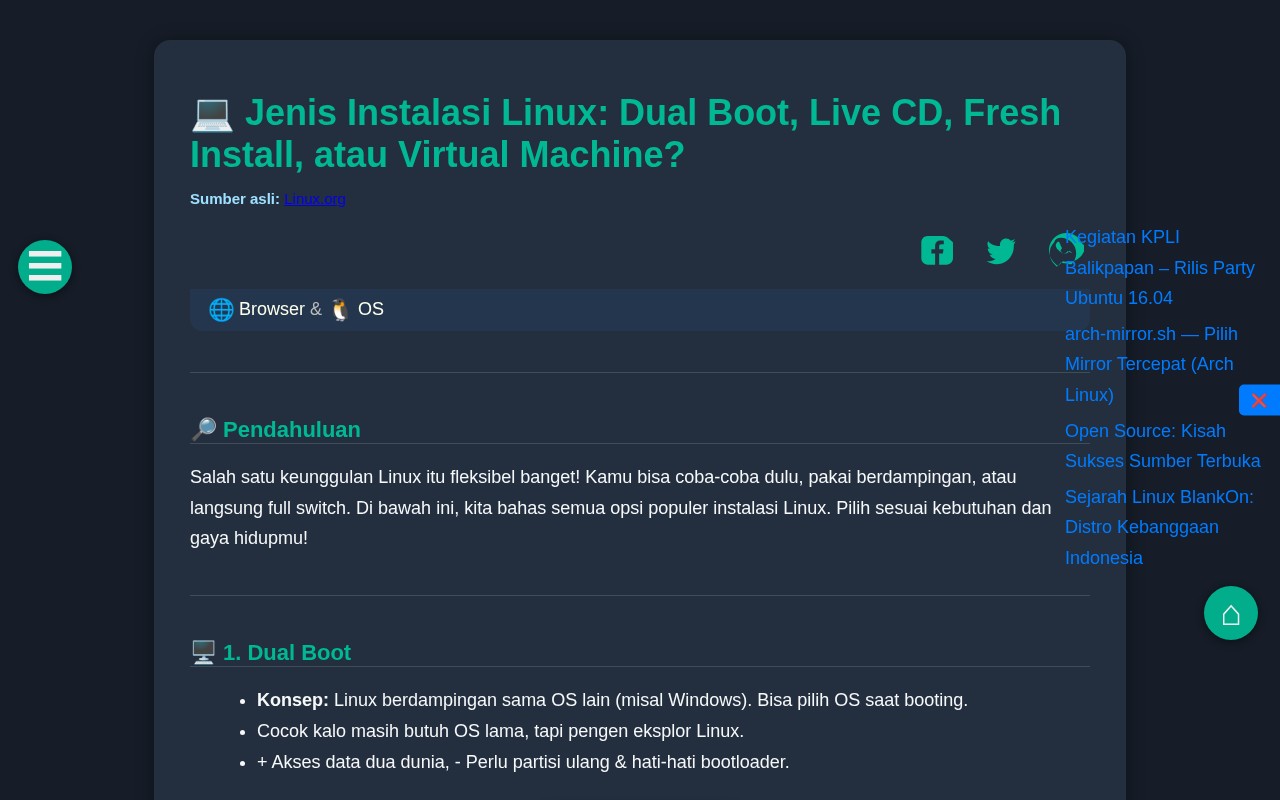 💻 Jenis Instalasi Linux: Dual Boot, Live CD, Fresh
Install, atau Virtual Machine?
Sumber asli: Linux.org
🌐 Browser & 🐧 OS
🔎 Pendahuluan
Salah satu keunggulan Linux itu fleksibel banget! Kamu bisa coba-coba dulu, pakai berdampingan, atau
langsung full switch. Di bawah ini, kita bahas semua opsi populer instalasi Linux. Pilih sesuai kebutuhan dan
gaya hidupmu!
🖥️ 1. Dual Boot
• Konsep: Linux berdampingan sama OS lain (misal Windows). Bisa pilih OS saat booting.
• Cocok kalo masih butuh OS lama, tapi pengen eksplor Linux.
• + Akses data dua dunia, - Perlu partisi ulang & hati-hati bootloader.
Kegiatan KPLI
Balikpapan – Rilis Party
Ubuntu 16.04
arch-mirror.sh — Pilih
Mirror Tercepat (Arch
Linux)
Open Source: Kisah
Sukses Sumber Terbuka
Sejarah Linux BlankOn:
Distro Kebanggaan
Indonesia